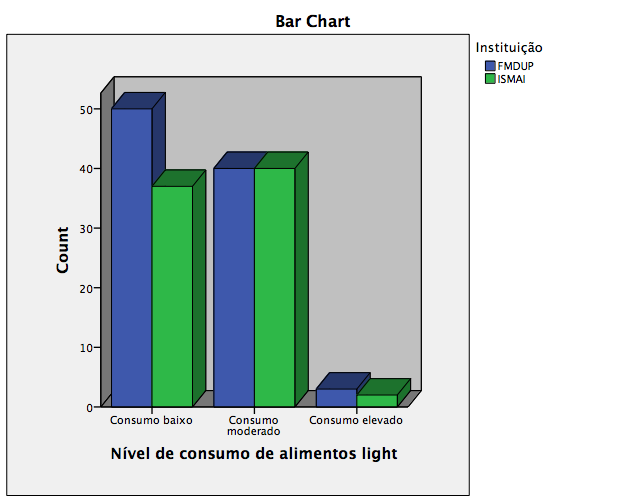 Bar Chart
Instituição
FMDUP
ISMAI
Count
50
40
30
20
10
0
Consumo baixo
Consumo
moderado
Consumo elevado
Nível de consumo de alimentos light